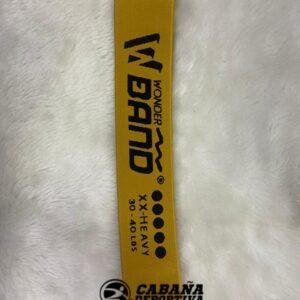 W
WONDER
BAND®
XX-HEAVY
30-40 LBS
CABAÑA
DEPORTIVA